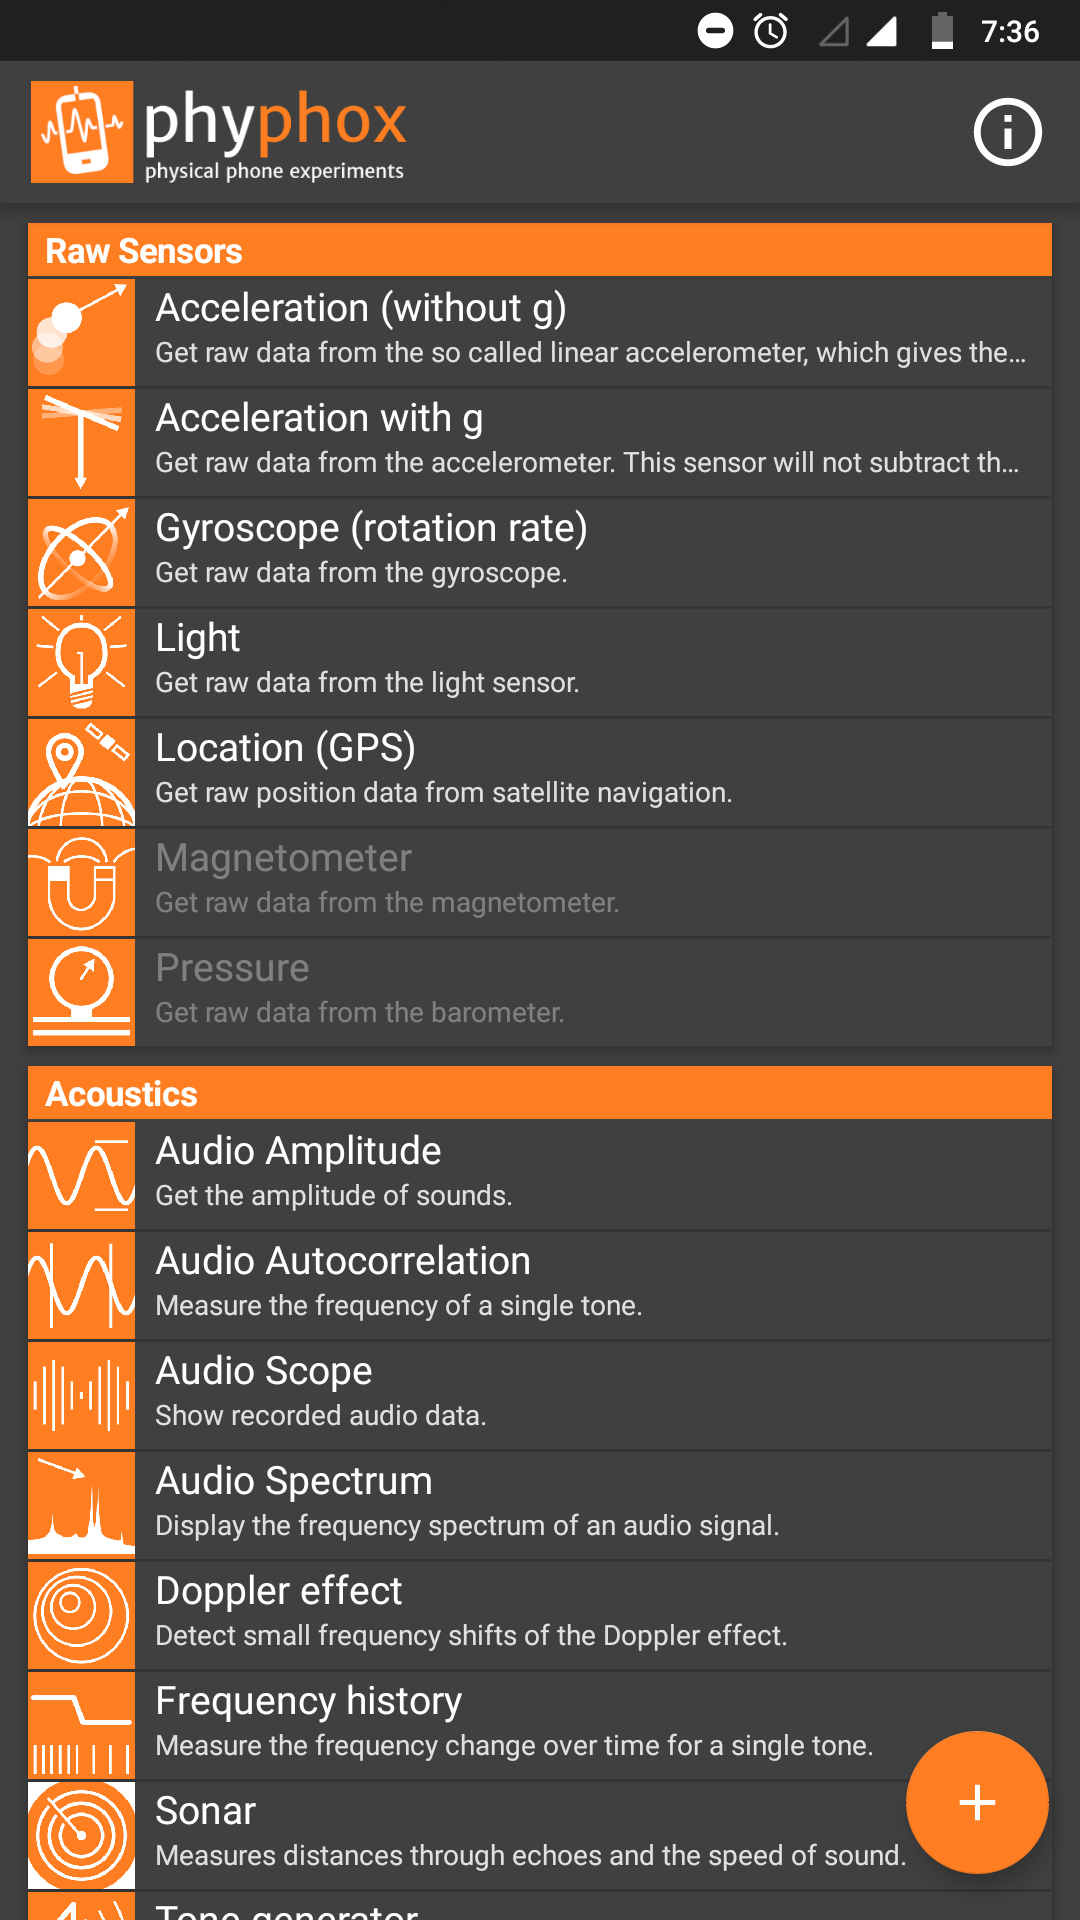 7:36
phyphox
physical phone experiments
Raw Sensors
Acceleration (without g)
Get raw data from the so called linear accelerometer, which gives the...
Acceleration with g
Get raw data from the accelerometer. This sensor will not subtract th...
Gyroscope (rotation rate)
Get raw data from the gyroscope.
Light
Get raw data from the light sensor.
Location (GPS)
Get raw position data from satellite navigation.
Magnetometer
Get raw data from the magnetometer.
Pressure
Get raw data from the barometer.
Acoustics
Audio Amplitude
Get the amplitude of sounds.
Audio Autocorrelation
Measure the frequency of a single tone.
Audio Scope
Show recorded audio data.
Audio Spectrum
Display the frequency spectrum of an audio signal.
Doppler effect
Detect small frequency shifts of the Doppler effect.
Frequency history
Measure the frequency change over time for a single tone.
Sonar
Measures distances through echoes and the speed of sound.
Tone generator